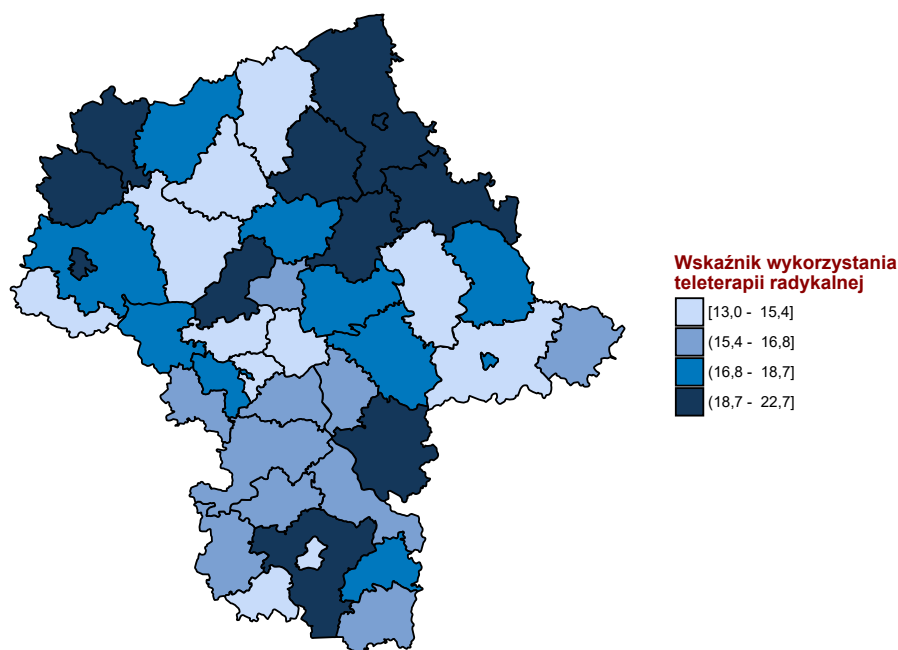 Wskaźnik wykorzystania
teleterapii radykalnej
[13,0 - 15,4]
(15,4 - 16,8]
(16,8 - 18,7]
(18,7 - 22,7]